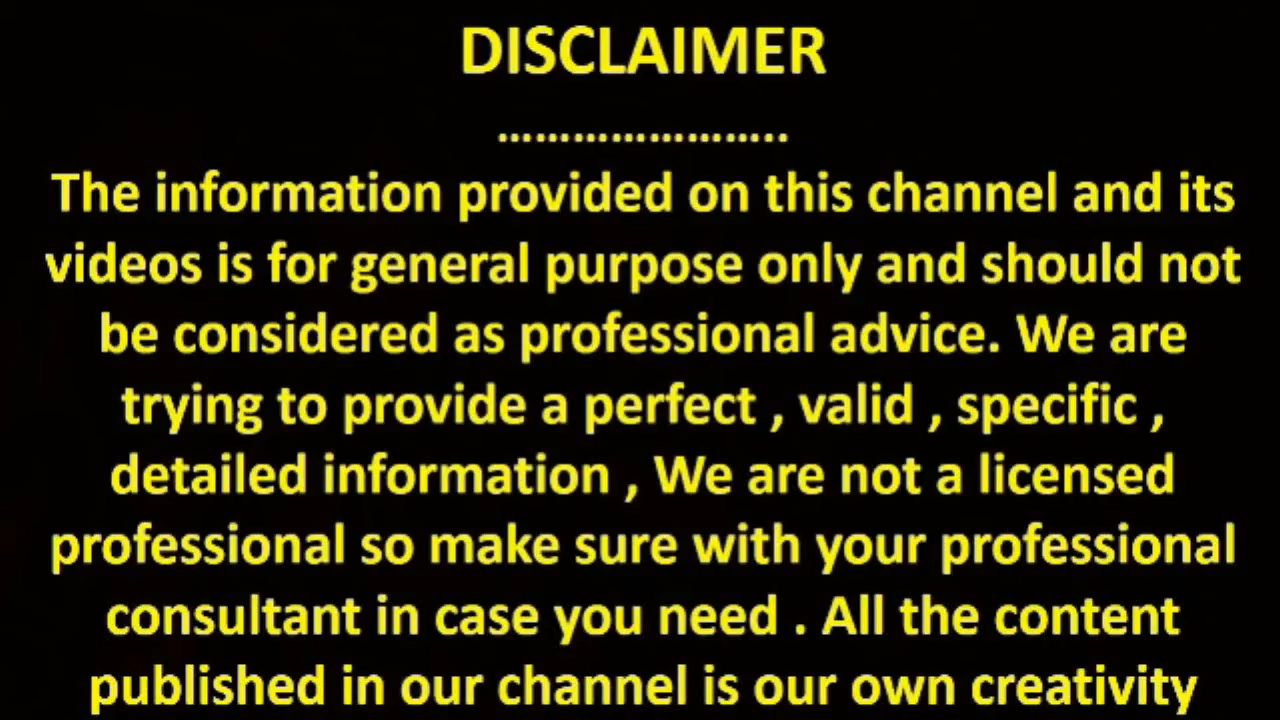 DISCLAIMER
……………………..
The information provided on this channel and its
videos is for general purpose only and should not
be considered as professional advice. We are
trying to provide a perfect , valid , specific ,
detailed information , We are not a licensed
professional so make sure with your professional
consultant in case you need . All the content
published in our channel is our own creativity